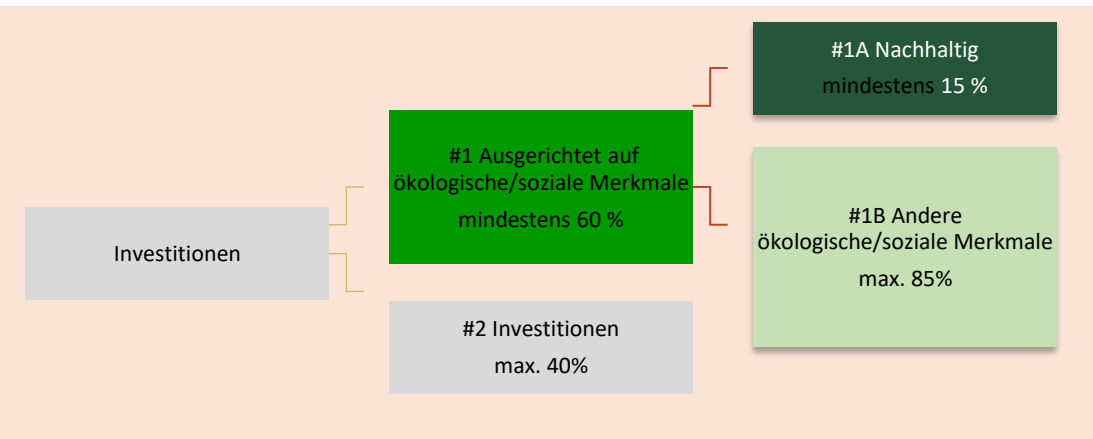 Investitionen
#1 Ausgerichtet auf
ökologische/soziale Merkmale
mindestens 60 %
#2 Investitionen
max. 40%
#1A Nachhaltig
mindestens 15 %
#1B Andere
ökologische/soziale Merkmale
max. 85%